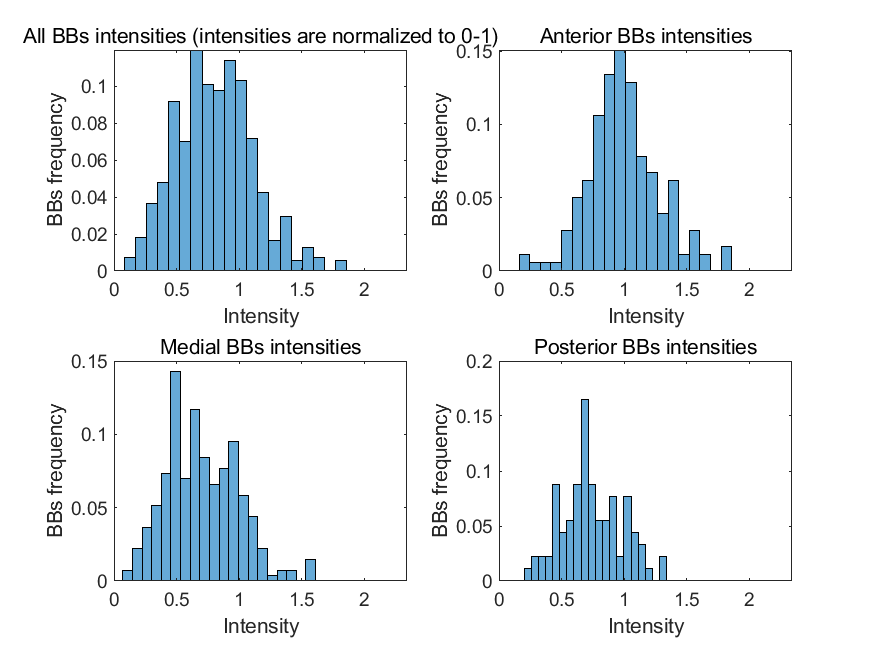 All BBs intensities (intensities are normalized to 0-1)
0.1
0.08
0.06
0.04
0.02
0
BBs frequency
0 0.5 1 1.5 2
Intensity
Anterior BBs intensities
0.15
0.1
0.05
0
BBs frequency
0 0.5 1 1.5 2
Intensity
Medial BBs intensities
0.15
0.1
0.05
0
BBs frequency
0 0.5 1 1.5 2
Intensity
Posterior BBs intensities
0.2
0.15
0.1
0.05
0
BBs frequency
0 0.5 1 1.5 2
Intensity